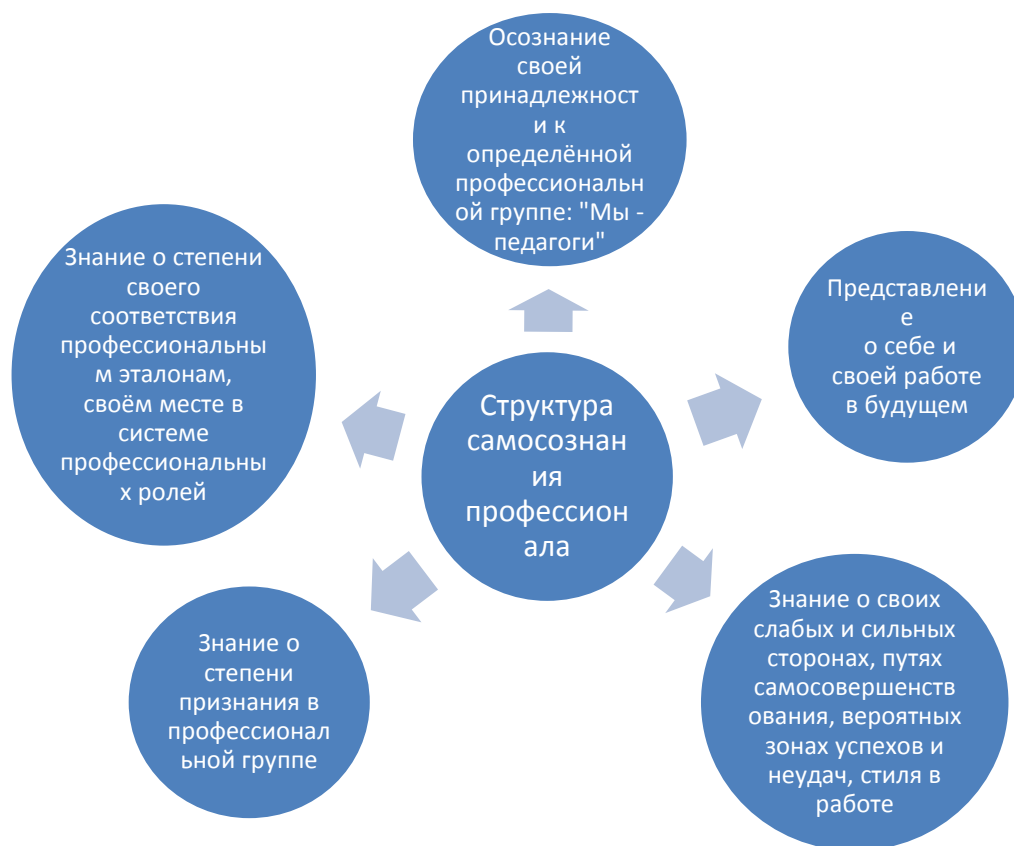 Осознание
своей
принадлежност
и к
определённой
профессиональн
ой группе: "Мы -
педагоги"
Знание о степени
своего
соответствия
профессиональны
м эталонам,
своём месте в
системе
профессиональны
х ролей
Представлени
е
о себе и
своей работе
в будущем
Структура
самосознан
ия
профессион
ала
Знание о
степени
признания в
профессионал
ьной группе
Знание о своих
слабых и сильных
сторонах, путях
самосовершенств
ования, вероятных
зонах успехов и
неудач, стиля в
работе